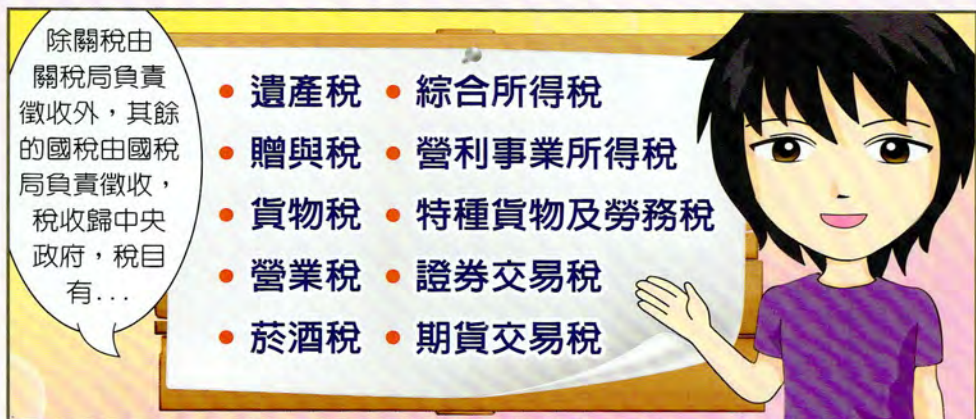 除關稅由
關稅局負責
徵收外，其餘
的國稅由國稅
局負責徵收，
稅收歸中央
政府，稅目
有...
• 遺產稅 • 綜合所得稅
• 贈與稅 • 營利事業所得稅
• 貨物稅 • 特種貨物及勞務稅
• 營業稅 • 證券交易稅
• 菸酒稅 • 期貨交易稅